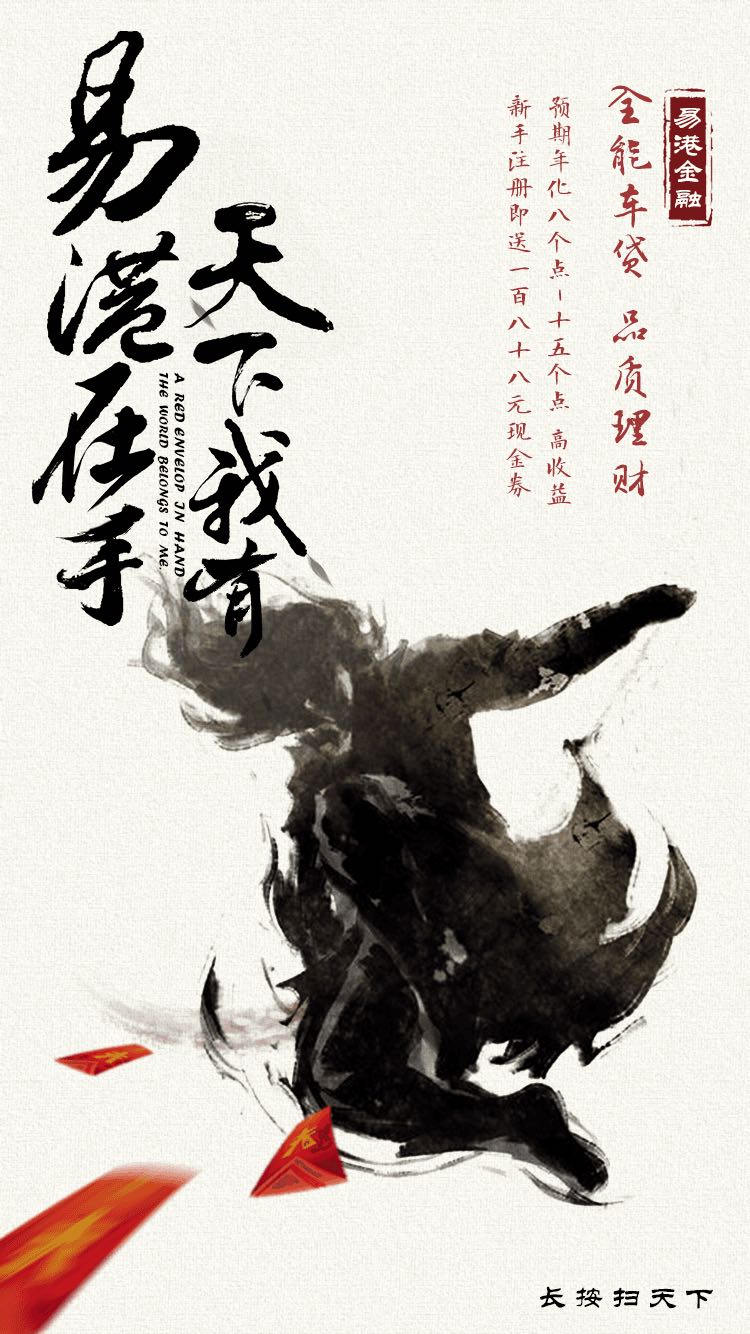 易港金融
全能车贷 品质理财
预期年化八个点-十五个点 高收益
新手注册即送一百八十八元现金券
易港在手
天下我有
A RED ENVELOP IN HAND
THE WORLD BELONGS TO ME.
长按扫天下